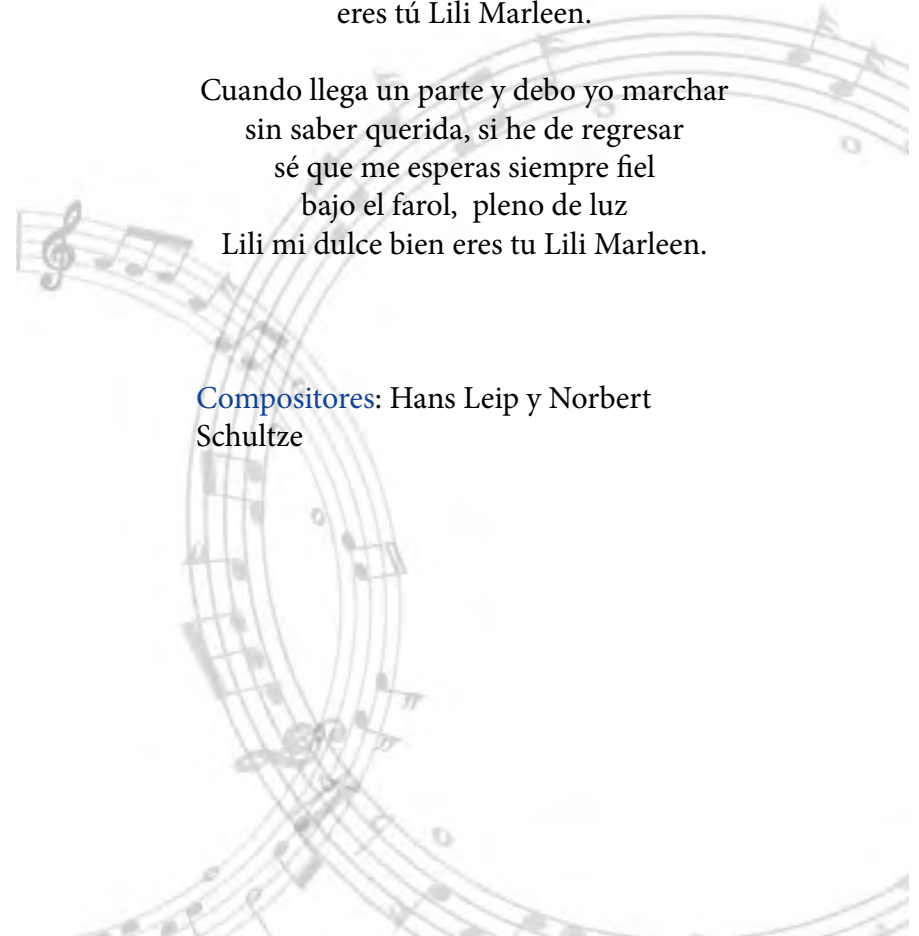 eres tú Lili Marleen.
Cuando llega un parte y debo yo marchar
sin saber querida, si he de regresar
sé que me esperas siempre fiel
bajo el farol,  pleno de luz
Lili mi dulce bien eres tu Lili Marleen.
Compositores: Hans Leip y Norbert
Schultze